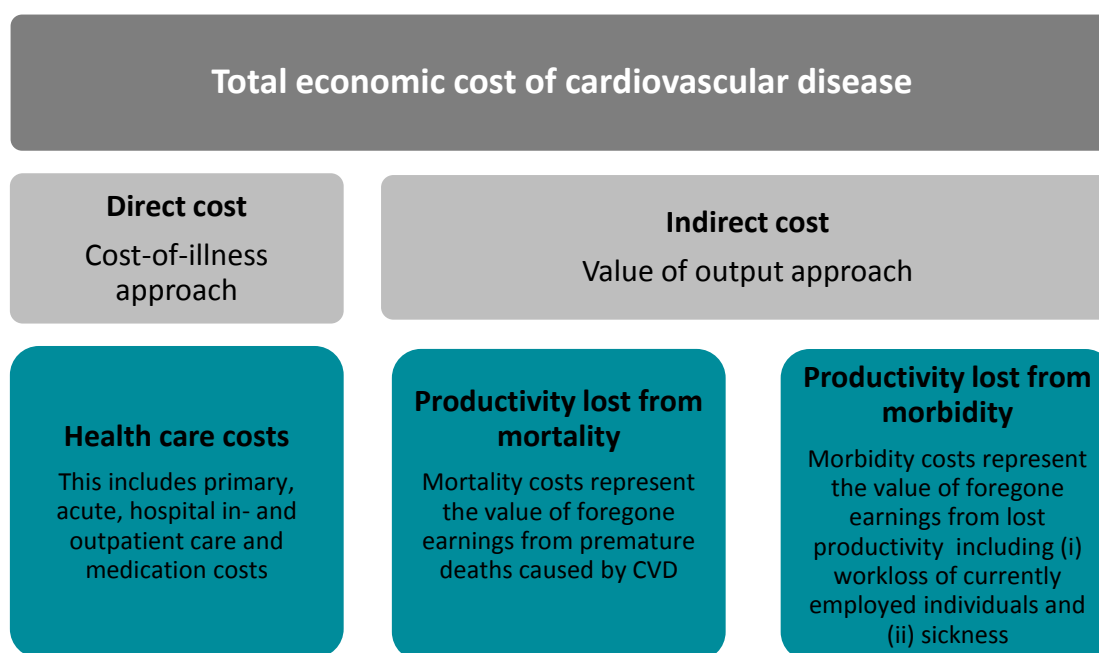 Total economic cost of cardiovascular disease
Direct cost
Cost-of-illness
approach
Indirect cost
Value of output approach
Health care costs
This includes primary,
acute, hospital in- and
outpatient care and
medication costs
Productivity lost from
mortality
Mortality costs represent
the value of foregone
earnings from premature
deaths caused by CVD
Productivity lost from
morbidity
Morbidity costs represent
the value of foregone
earnings from lost
productivity  including (i)
workloss of currently
employed individuals and
(ii) sickness